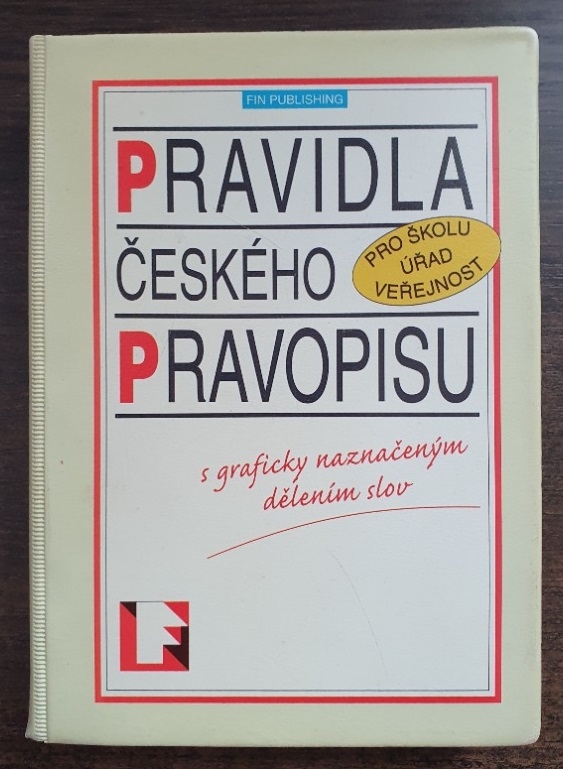 FIN PUBLISHING
PRAVIDLA
ČESKÉHO
PRO ŠKOLU
ÚŘAD
VEŘEJNOST
PRAVOPISU
s graficky naznačeným
dělením slov
F